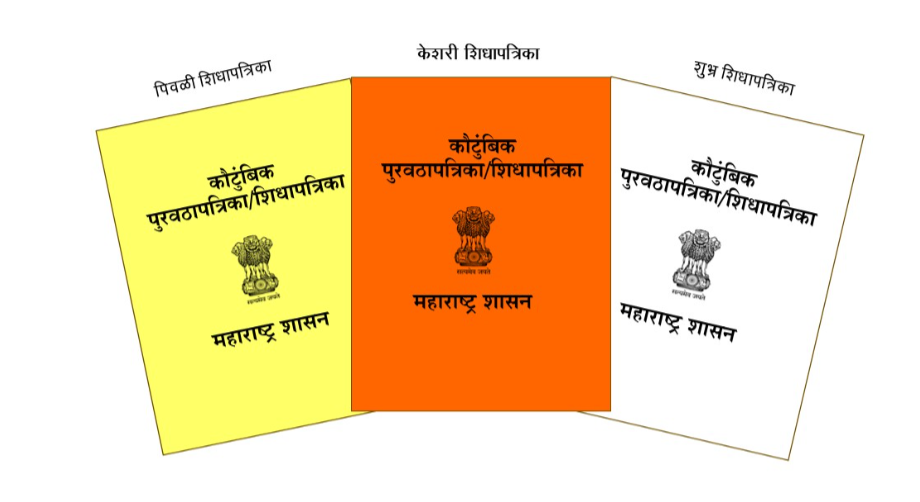 पिवळी शिधापत्रिका
कौटुंबिक
पुरवठापत्रिका/शिधापत्रिका
सत्यमेव जयते
महाराष्ट्र शासन
केशरी शिधापत्रिका
कौटुंबिक
पुरवठापत्रिका/शिधापत्रिका
सत्यमेव जयते
महाराष्ट्र शासन
शुभ्र शिधापत्रिका
कौटुंबिक
पुरवठापत्रिका/शिधापत्रिका
सत्यमेव जयते
महाराष्ट्र शासन